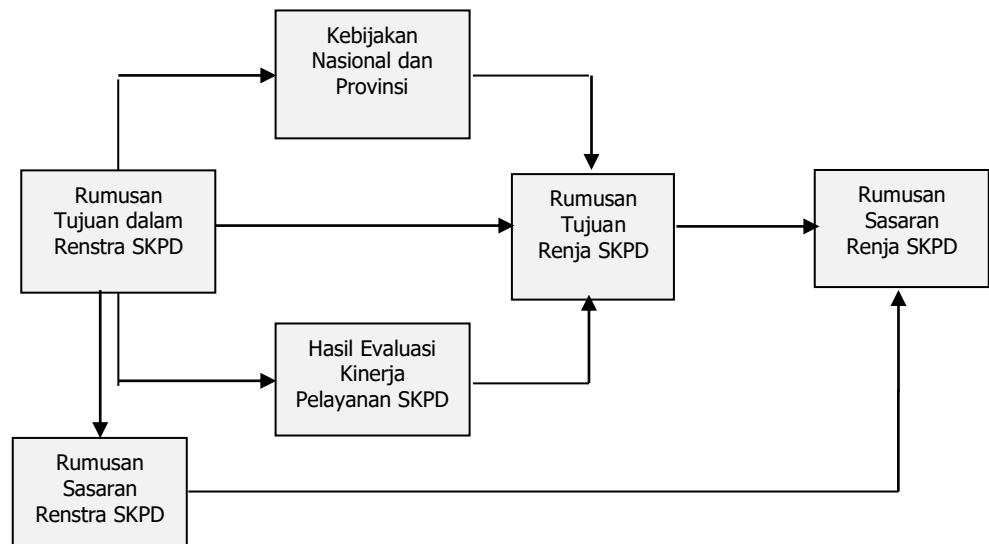 Kebijakan
Nasional dan
Provinsi
Rumusan
Tujuan dalam
Renstra SKPD
Rumusan
Tujuan
Renja SKPD
Rumusan
Sasaran
Renja SKPD
Hasil Evaluasi
Kinerja
Pelayanan SKPD
Rumusan
Sasaran
Renstra SKPD